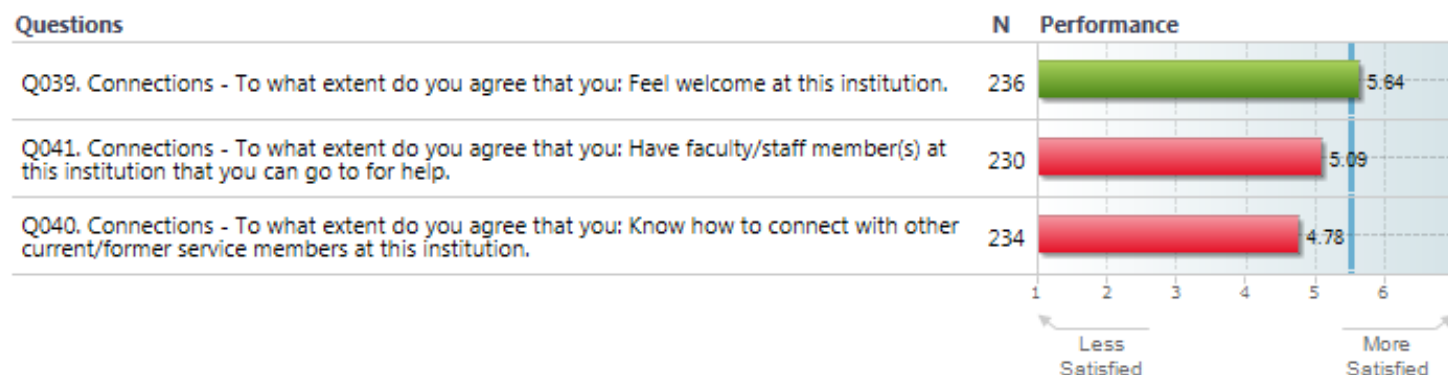 Questions N Performance
Q039. Connections - To what extent do you agree that you: Feel welcome at this institution. 236 5.64
Q041. Connections - To what extent do you agree that you: Have faculty/staff member(s) at
this institution that you can go to for help. 230 5.09
Q040. Connections - To what extent do you agree that you: Know how to connect with other
current/former service members at this institution. 234 4.78
1 2 3 4 5 6
Less More
Satisfied Satisfied